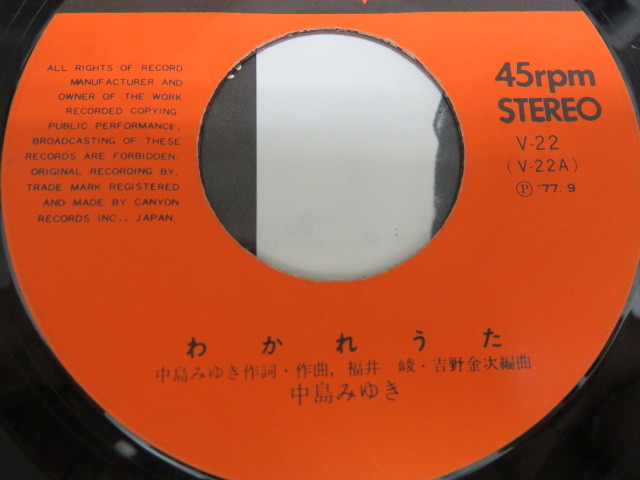 ALL RIGHTS OF RECORD
MANUFACTURER AND
OWNER OF THE WORK
RECORDED COPYING.
PUBLIC PERFORMANCE,
BROADCASTING OF THESE
RECORDS ARE FORBIDDEN.
ORIGINAL RECORDING BY,
TRADE MARK REGISTERED
AND MADE BY CANYON
RECORDS INC., JAPAN.
45rpm
STEREO
V-22
(V-22A)
Ⓟ '77. 9
わかれうた
中島みゆき作詞・作曲, 福井 崚・吉野金次編曲
中島みゆき